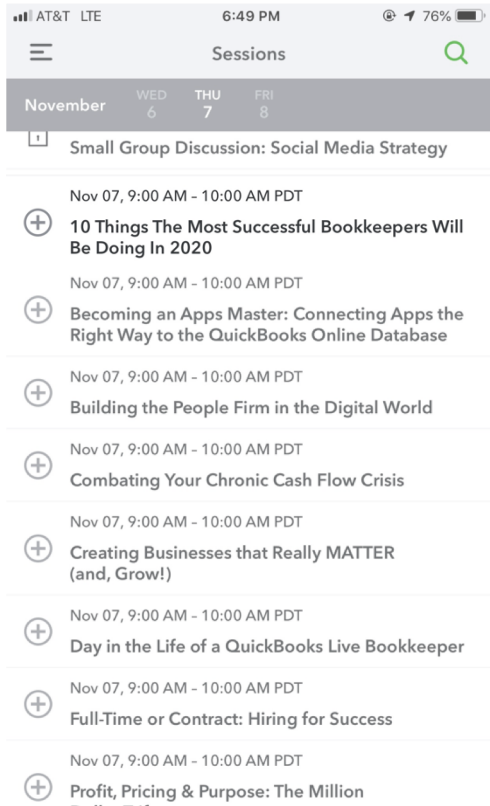 AT&T LTE 6:49 PM 76%
Sessions
November WED 6 THU 7 FRI 8
Small Group Discussion: Social Media Strategy
Nov 07, 9:00 AM – 10:00 AM PDT
10 Things The Most Successful Bookkeepers Will
Be Doing In 2020
Nov 07, 9:00 AM – 10:00 AM PDT
Becoming an Apps Master: Connecting Apps the
Right Way to the QuickBooks Online Database
Nov 07, 9:00 AM – 10:00 AM PDT
Building the People Firm in the Digital World
Nov 07, 9:00 AM – 10:00 AM PDT
Combating Your Chronic Cash Flow Crisis
Nov 07, 9:00 AM – 10:00 AM PDT
Creating Businesses that Really MATTER
(and, Grow!)
Nov 07, 9:00 AM – 10:00 AM PDT
Day in the Life of a QuickBooks Live Bookkeeper
Nov 07, 9:00 AM – 10:00 AM PDT
Full-Time or Contract: Hiring for Success
Nov 07, 9:00 AM – 10:00 AM PDT
Profit, Pricing & Purpose: The Million